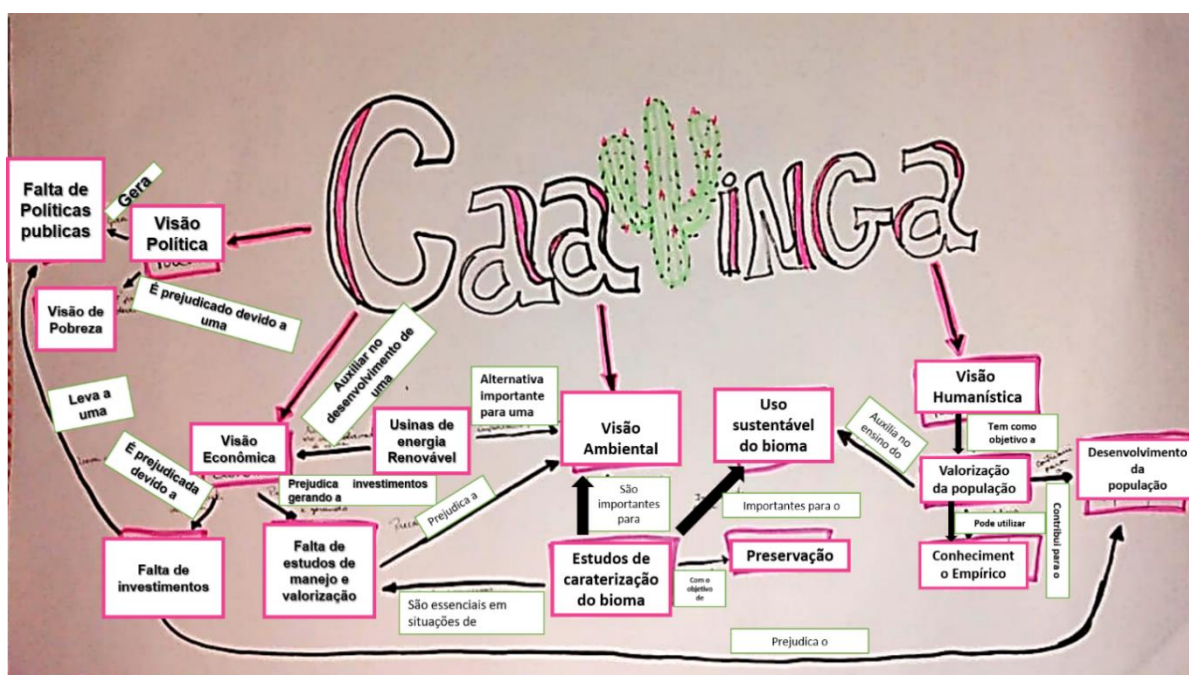 Caatinga
Falta de
Políticas
publicas
Gera
Visão
Política
Visão de
Pobreza
É prejudicado devido a
uma
Leva a
uma
Auxiliar no
desenvolvimento de
uma
Visão
Econômica
É prejudicada
devido a
Usinas de
energia
Renovável
Alternativa
importante
para uma
Visão
Ambiental
Uso
sustentável
do bioma
Auxilia no
ensino do
Visão
Humanística
Tem como
objetivo a
Valorização
da população
Desenvolvimento
da
população
Pode utilizar
Conheciment
o Empírico
Contribui para o
Prejudica investimentos
gerando a
Prejudica a
São
importantes
para
Importantes para o
Falta de
investimentos
Falta de
estudos de
manejo e
valorização
Estudos de
caraterização
do bioma
Com o
objetivo
de
Preservação
São essenciais em
situações de
Prejudica o